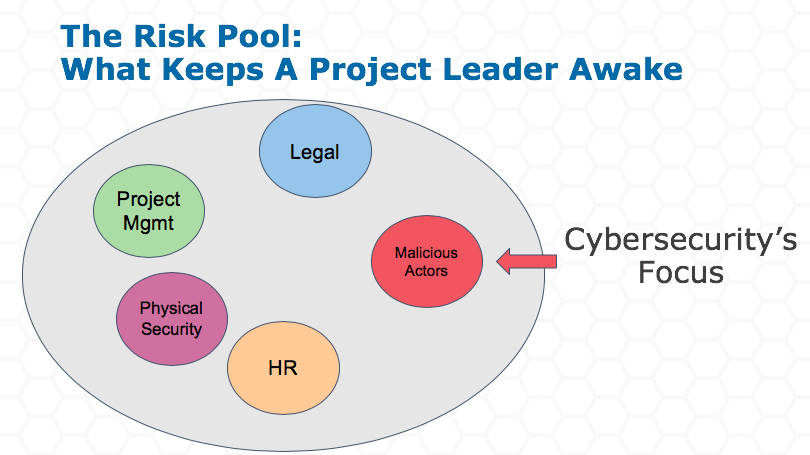 The Risk Pool:
What Keeps A Project Leader Awake
Legal
Project
Mgmt
Malicious
Actors
Cybersecurity’s
Focus
Physical
Security
HR